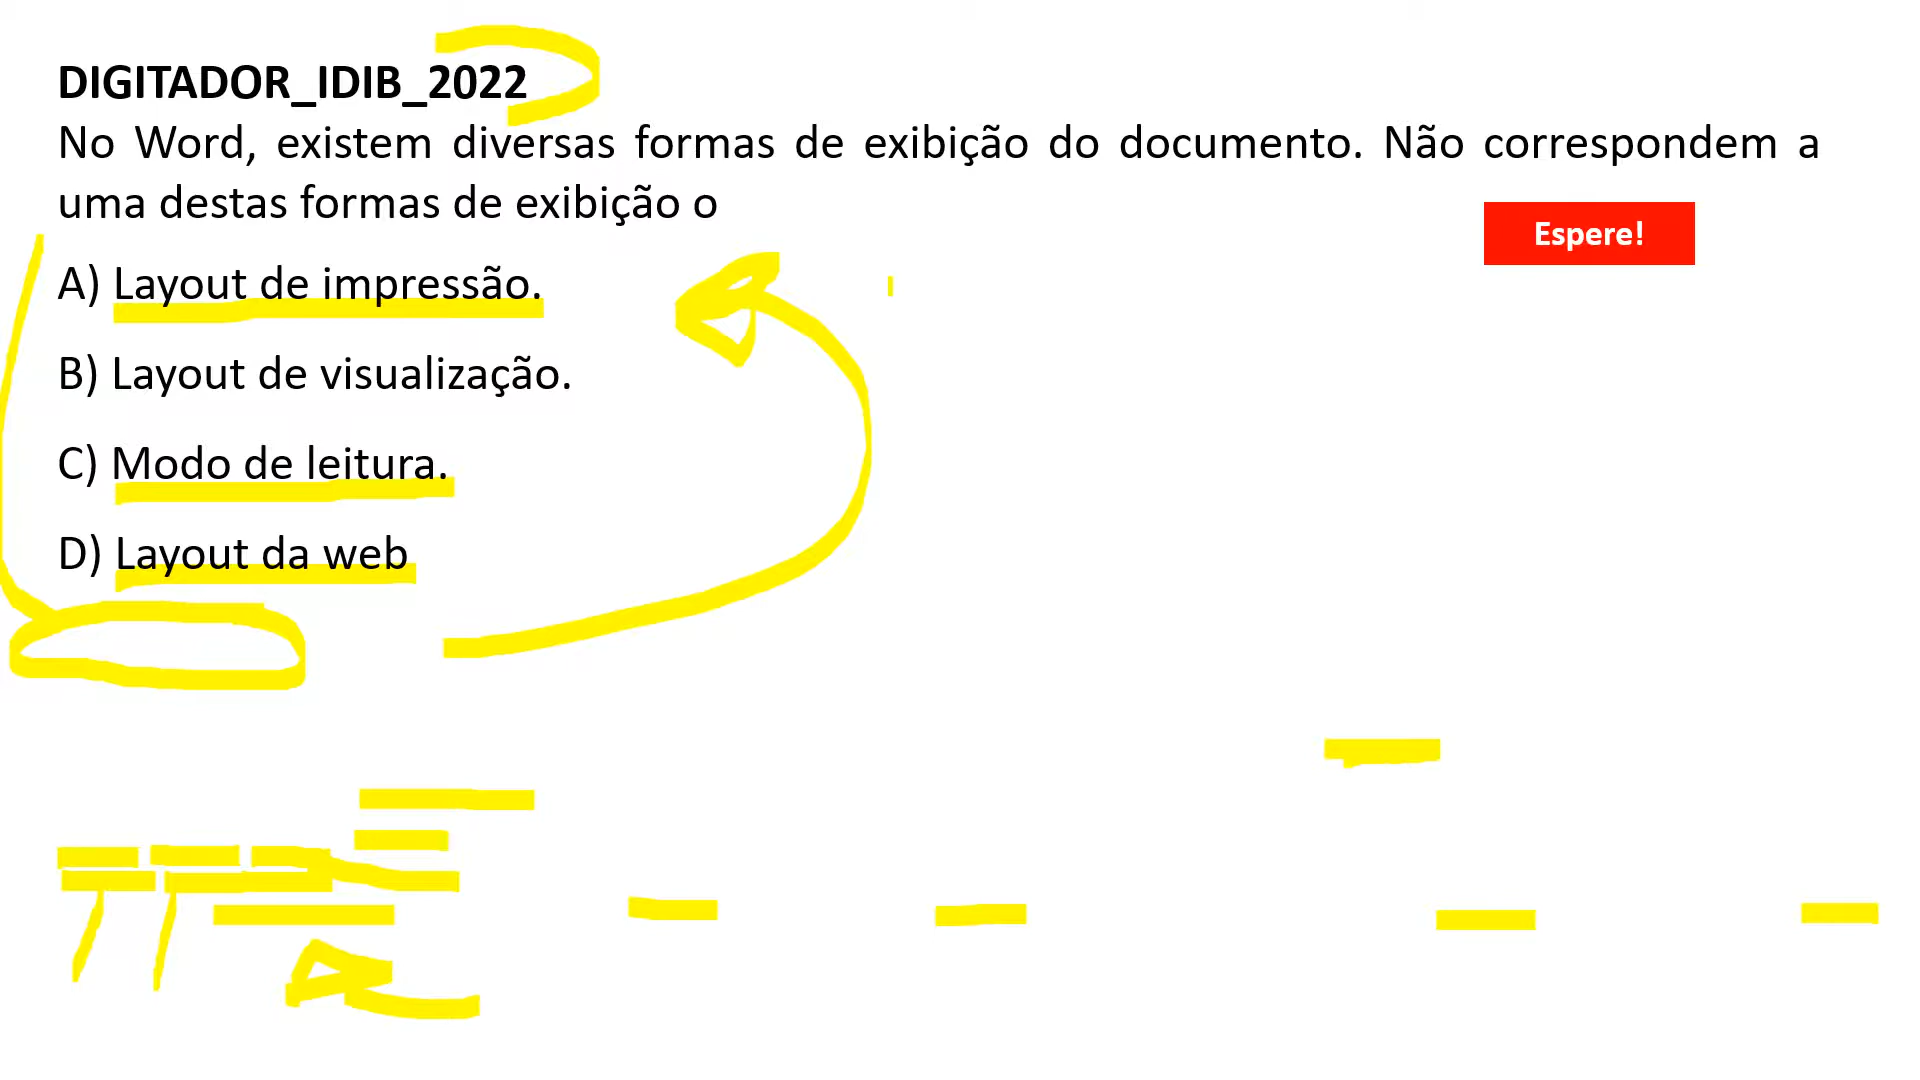 DIGITADOR_IDIB_2022
No Word, existem diversas formas de exibição do documento. Não correspondem a
uma destas formas de exibição o
Espere!
A) Layout de impressão.
B) Layout de visualização.
C) Modo de leitura.
D) Layout da web